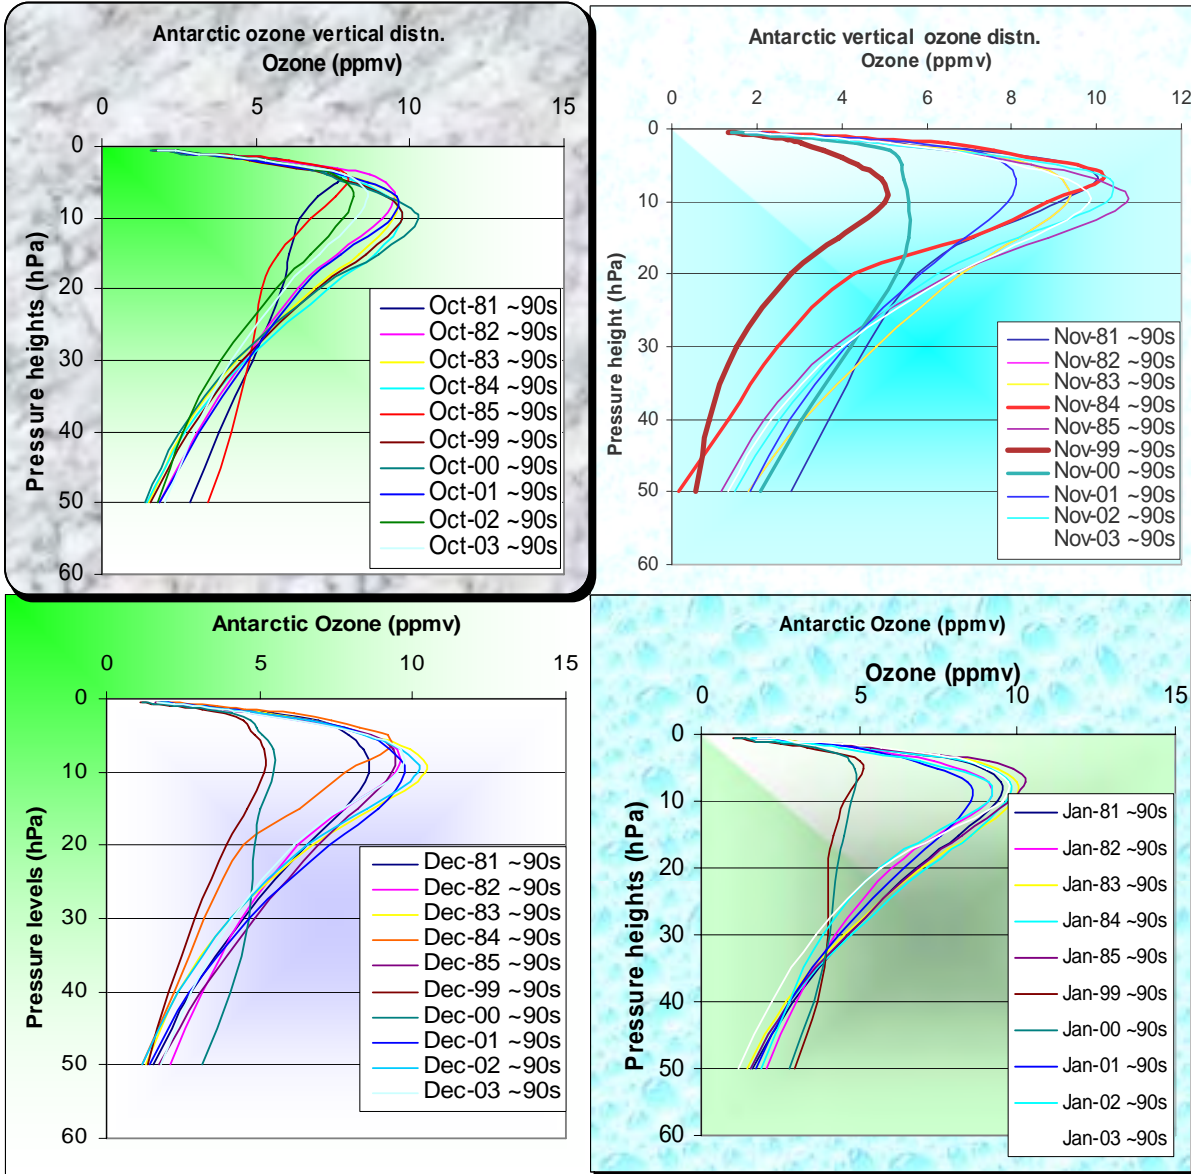 Antarctic ozone vertical distn.
Ozone (ppmv)
0 5 10 15
0
10
20
30
40
50
60
Pressure heights (hPa)
Oct-81 ~90s
Oct-82 ~90s
Oct-83 ~90s
Oct-84 ~90s
Oct-85 ~90s
Oct-99 ~90s
Oct-00 ~90s
Oct-01 ~90s
Oct-02 ~90s
Oct-03 ~90s
Antarctic vertical ozone distn.
Ozone (ppmv)
0 2 4 6 8 10 12
0
10
20
30
40
50
60
Pressure height (hPa)
Nov-81 ~90s
Nov-82 ~90s
Nov-83 ~90s
Nov-84 ~90s
Nov-85 ~90s
Nov-99 ~90s
Nov-00 ~90s
Nov-01 ~90s
Nov-02 ~90s
Nov-03 ~90s
Antarctic Ozone (ppmv)
0 5 10 15
0
10
20
30
40
50
60
Pressure levels (hPa)
Dec-81 ~90s
Dec-82 ~90s
Dec-83 ~90s
Dec-84 ~90s
Dec-85 ~90s
Dec-99 ~90s
Dec-00 ~90s
Dec-01 ~90s
Dec-02 ~90s
Dec-03 ~90s
Antarctic Ozone (ppmv)
Ozone (ppmv)
0 5 10 15
0
10
20
30
40
50
60
Pressure heights (hPa)
Jan-81 ~90s
Jan-82 ~90s
Jan-83 ~90s
Jan-84 ~90s
Jan-85 ~90s
Jan-99 ~90s
Jan-00 ~90s
Jan-01 ~90s
Jan-02 ~90s
Jan-03 ~90s